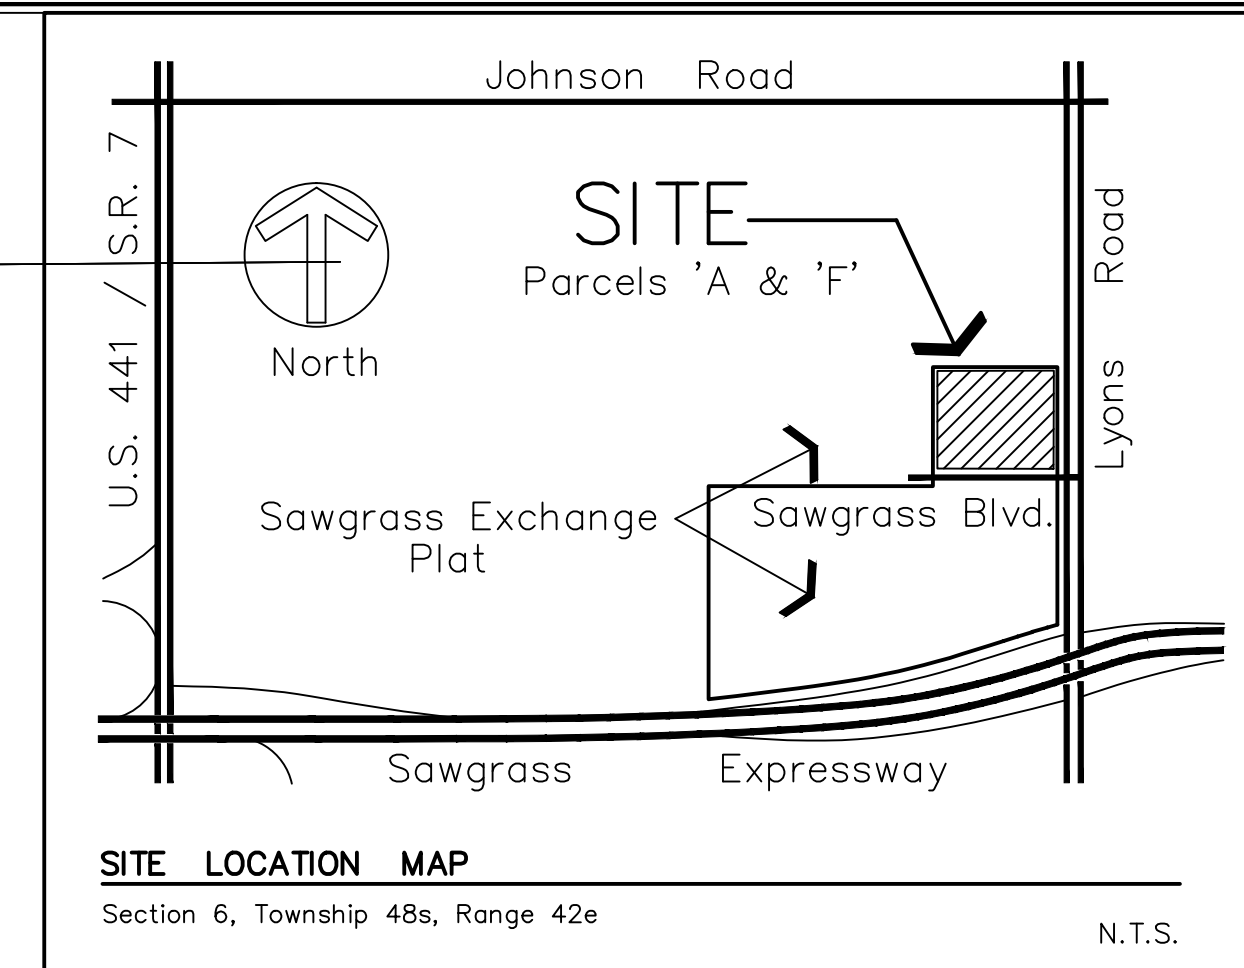 Johnson Road
U.S. 441 / S.R. 7
SITE
Parcels 'A & 'F'
North
Lyons Road
Sawgrass Exchange
Plat
Sawgrass Blvd.
Sawgrass Expressway
SITE LOCATION MAP
Section 6, Township 48s, Range 42e
N.T.S.